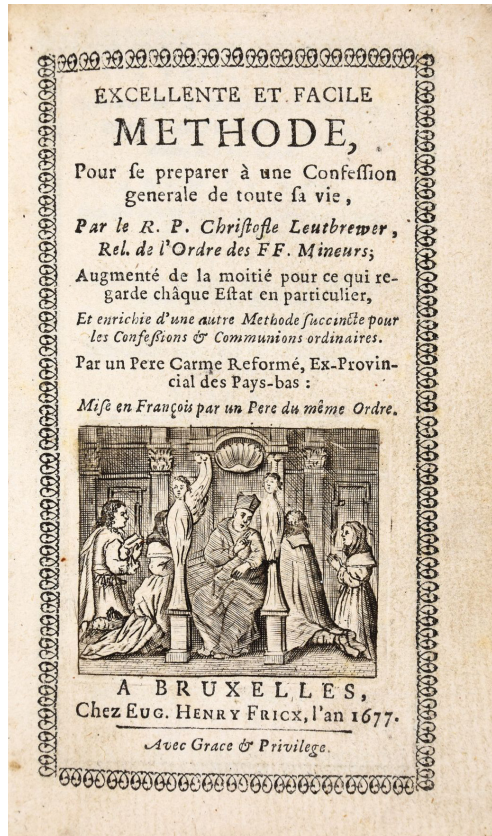 EXCELLENTE ET FACILE
METHODE,
Pour ſe preparer à une Confeſſion
generale de toute ſa vie,
Par le R. P. Chriſtofle Leutbrewer,
Rel. de l'Ordre des FF. Mineurs;
Augmenté de la moitié pour ce qui re-
garde châque Eſtat en particulier,
Et enrichie d'une autre Methode ſuccincte pour
les Confeßions & Communions ordinaires.
Par un Pere Carme Reformé, Ex-Provin-
cial des Pays-bas :
Miſe en François par un Pere du même Ordre.
A BRUXELLES,
Chez EUG. HENRY FRICX, l'an 1677.
Avec Grace & Privilege.